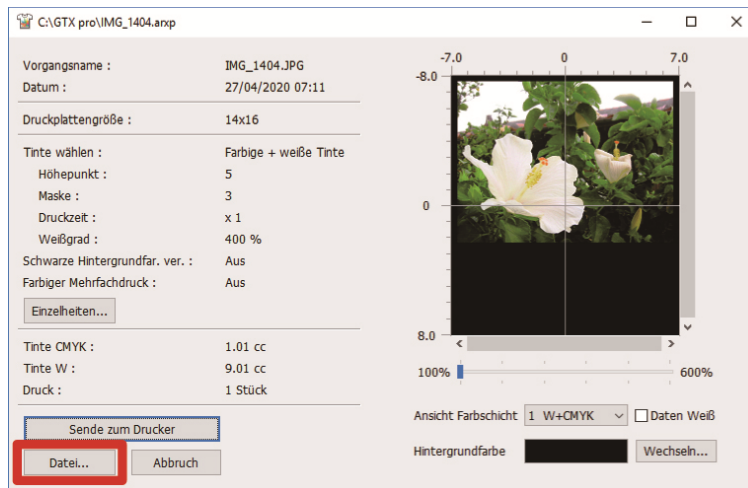 C:\GTX pro\IMG_1404.arxp
Vorgangsname : IMG_1404.JPG
Datum : 27/04/2020 07:11
Druckplattengröße : 14x16
Tinte wählen : Farbige + weiße Tinte
Höhepunkt : 5
Maske : 3
Druckzeit : x 1
Weißgrad : 400 %
Schwarze Hintergrundfar. ver. : Aus
Farbiger Mehrfachdruck : Aus
Einzelheiten...
Tinte CMYK : 1.01 cc
Tinte W : 9.01 cc
Druck : 1 Stück
Sende zum Drucker
Datei... Abbruch
-7.0 0 7.0
-8.0
0
8.0
100% 600%
Ansicht Farbschicht 1 W+CMYK Daten Weiß
Hintergrundfarbe Wechseln...